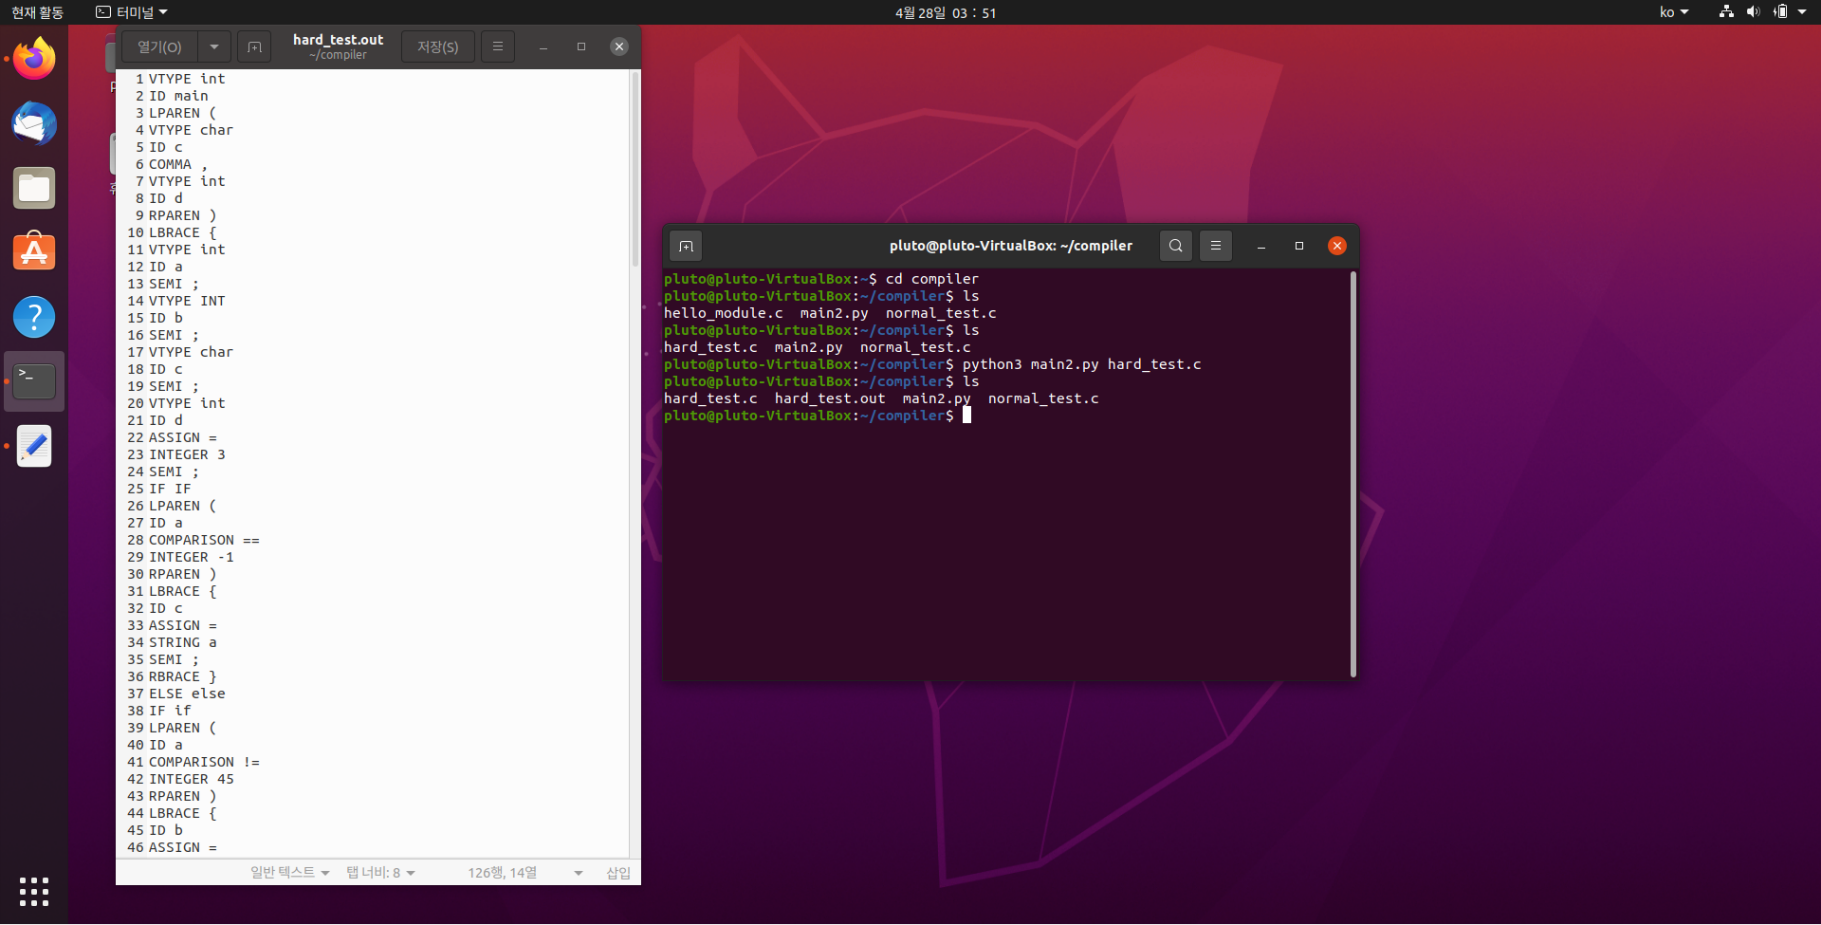 현재 활동
터미널
4월 28일 03 : 51
ko
열기(O)
hard_test.out
~/compiler
저장(S)
1 VTYPE int
2 ID main
3 LPAREN (
4 VTYPE char
5 ID c
6 COMMA ,
7 VTYPE int
8 ID d
9 RPAREN )
10 LBRACE {
11 VTYPE int
12 ID a
13 SEMI ;
14 VTYPE INT
15 ID b
16 SEMI ;
17 VTYPE char
18 ID c
19 SEMI ;
20 VTYPE int
21 ID d
22 ASSIGN =
23 INTEGER 3
24 SEMI ;
25 IF IF
26 LPAREN (
27 ID a
28 COMPARISON ==
29 INTEGER -1
30 RPAREN )
31 LBRACE {
32 ID c
33 ASSIGN =
34 STRING a
35 SEMI ;
36 RBRACE }
37 ELSE else
38 IF if
39 LPAREN (
40 ID a
41 COMPARISON !=
42 INTEGER 45
43 RPAREN )
44 LBRACE {
45 ID b
46 ASSIGN =
일반 텍스트
탭 너비: 8
126행, 14열
삽입
pluto@pluto-VirtualBox: ~/compiler
pluto@pluto-VirtualBox:~$ cd compiler
pluto@pluto-VirtualBox:~/compiler$ ls
hello_module.c  main2.py  normal_test.c
pluto@pluto-VirtualBox:~/compiler$ ls
hard_test.c  main2.py  normal_test.c
pluto@pluto-VirtualBox:~/compiler$ python3 main2.py hard_test.c
pluto@pluto-VirtualBox:~/compiler$ ls
hard_test.c  hard_test.out  main2.py  normal_test.c
pluto@pluto-VirtualBox:~/compiler$